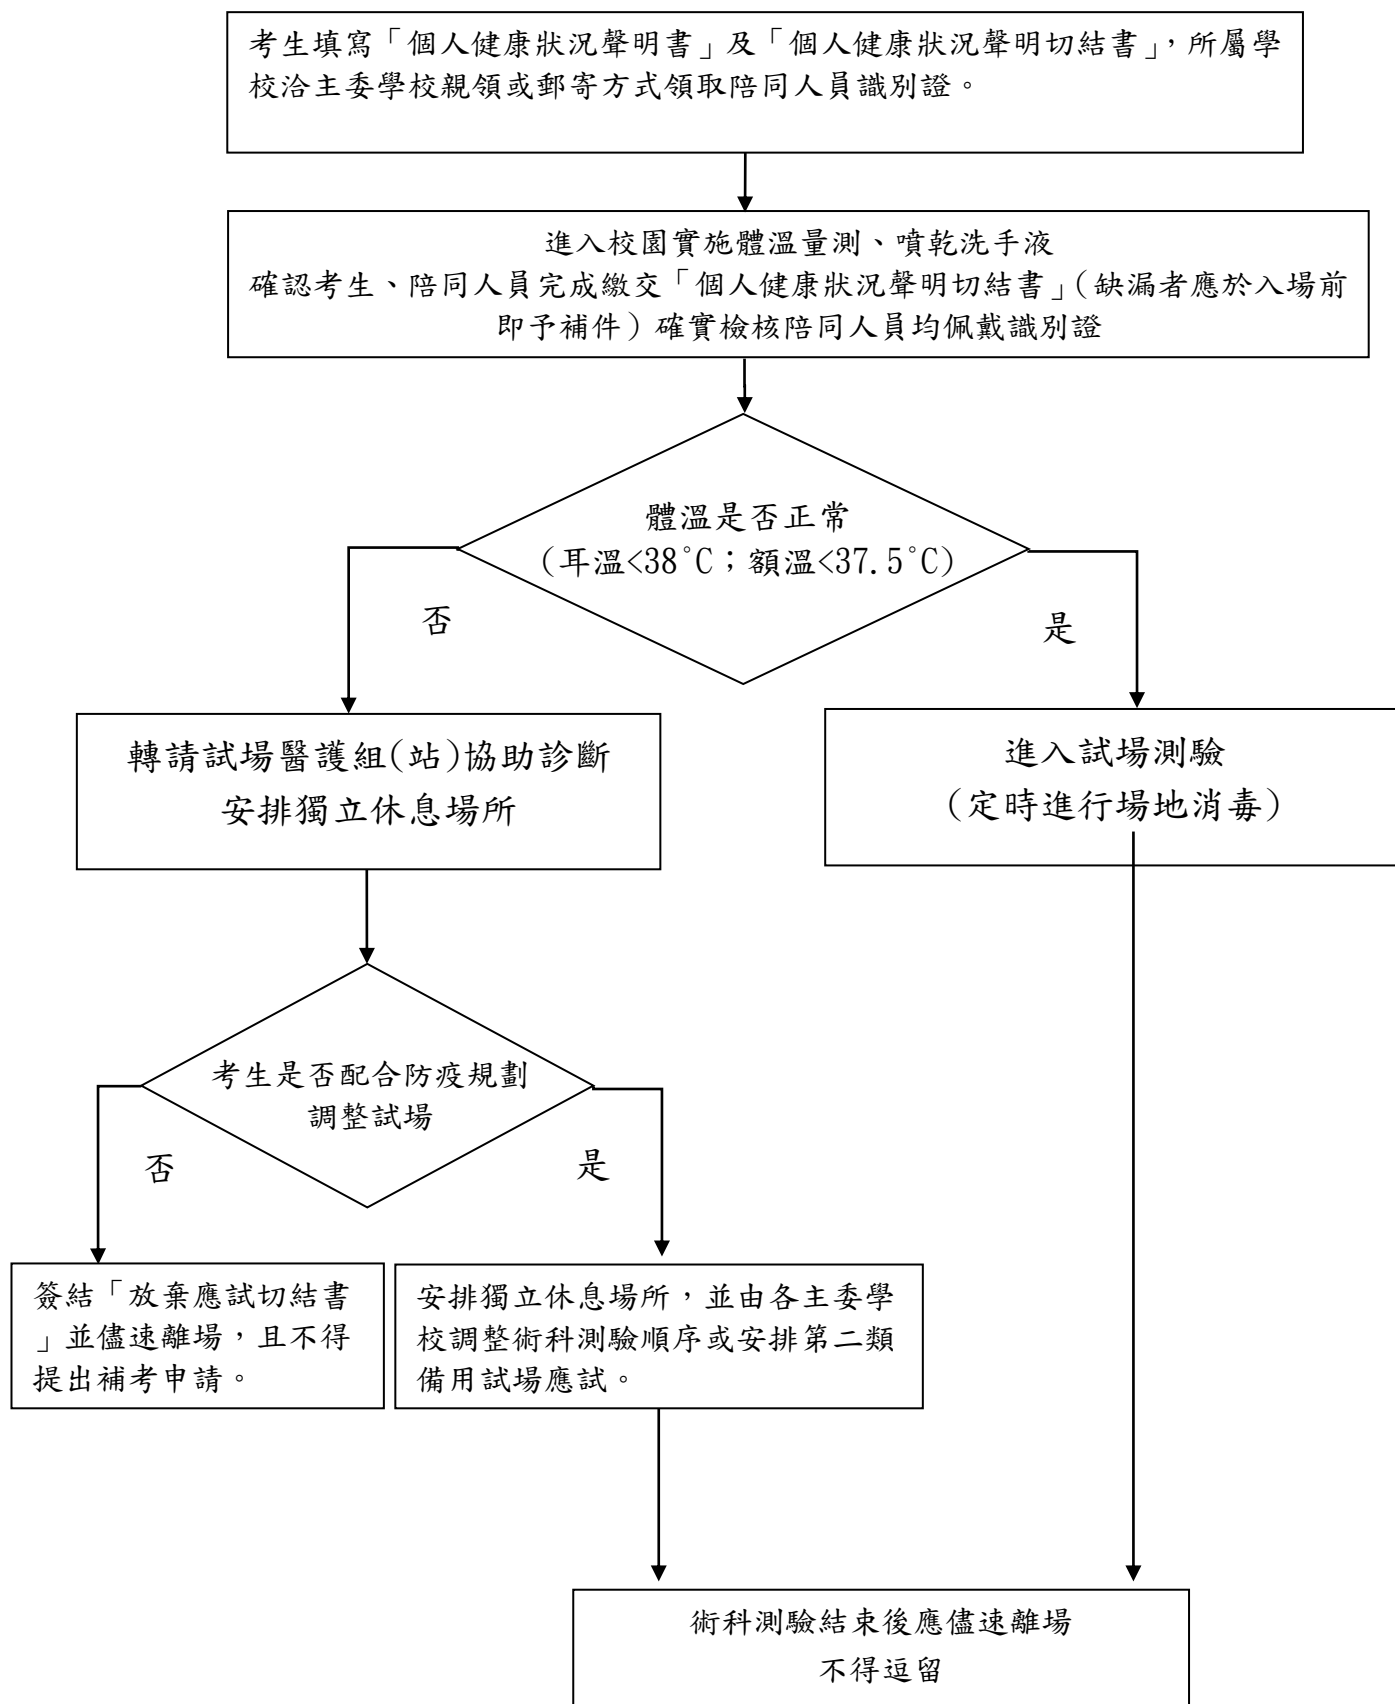 考生填寫「個人健康狀況聲明書」及「個人健康狀況聲明切結書」，所屬學
校洽主委學校親領或郵寄方式領取陪同人員識別證。
進入校園實施體溫量測、噴乾洗手液
確認考生、陪同人員完成繳交「個人健康狀況聲明切結書」（缺漏者應於入場前
即予補件）確實檢核陪同人員均佩戴識別證
體溫是否正常
（耳溫<38°C；額溫<37.5°C）
否
是
轉請試場醫護組(站)協助診斷
安排獨立休息場所
進入試場測驗
（定時進行場地消毒）
考生是否配合防疫規劃
調整試場
否
是
簽結「放棄應試切結書
」並儘速離場，且不得
提出補考申請。
安排獨立休息場所，並由各主委學
校調整術科測驗順序或安排第二類
備用試場應試。
術科測驗結束後應儘速離場
不得逗留